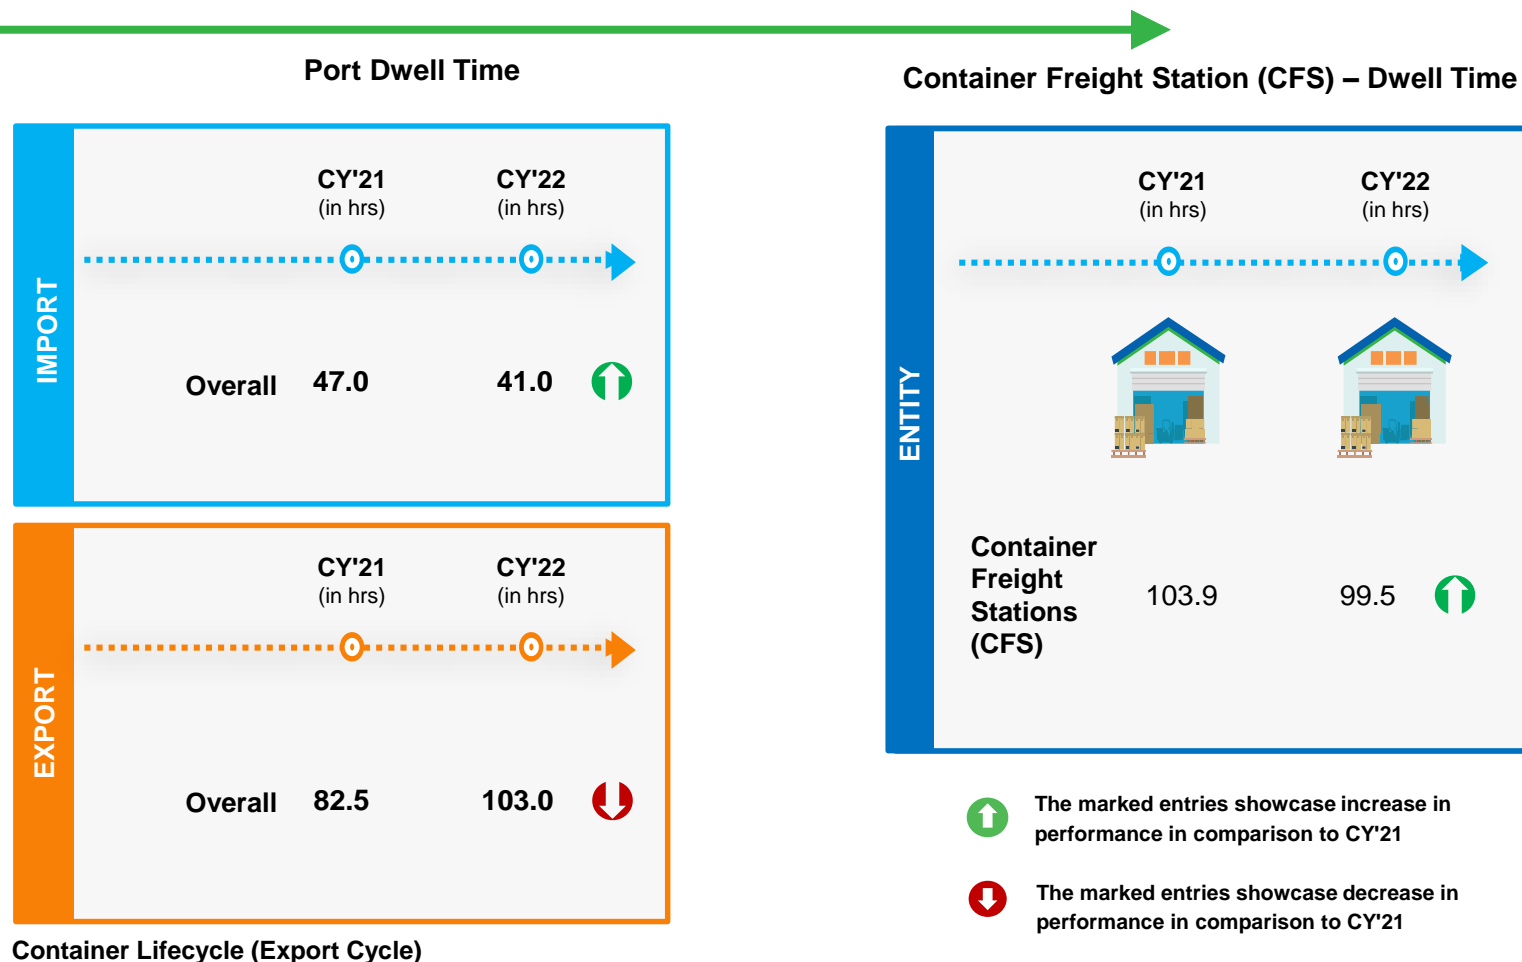 Port Dwell Time
Container Freight Station (CFS) – Dwell Time
IMPORT
CY'21
(in hrs)
CY'22
(in hrs)
Overall 47.0 41.0
EXPORT
CY'21
(in hrs)
CY'22
(in hrs)
Overall 82.5 103.0
ENTITY
CY'21
(in hrs)
CY'22
(in hrs)
Container
Freight
Stations
(CFS)
103.9 99.5
The marked entries showcase increase in
performance in comparison to CY'21
The marked entries showcase decrease in
performance in comparison to CY'21
Container Lifecycle (Export Cycle)